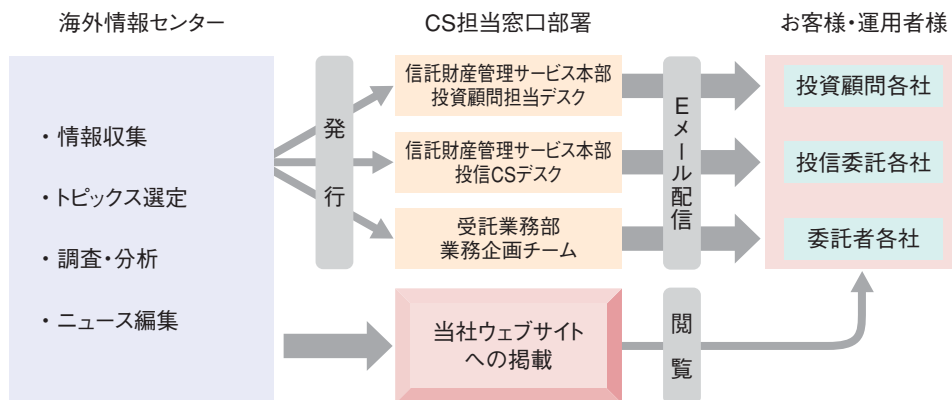 海外情報センター
CS担当窓口部署
お客様・運用者様
・情報収集
・トピックス選定
・調査・分析
・ニュース編集
発行
信託財産管理サービス本部
投資顧問担当デスク
信託財産管理サービス本部
投信CSデスク
受託業務部
業務企画チーム
当社ウェブサイト
への掲載
Eメール配信
閲覧
投資顧問各社
投信委託各社
委託者各社